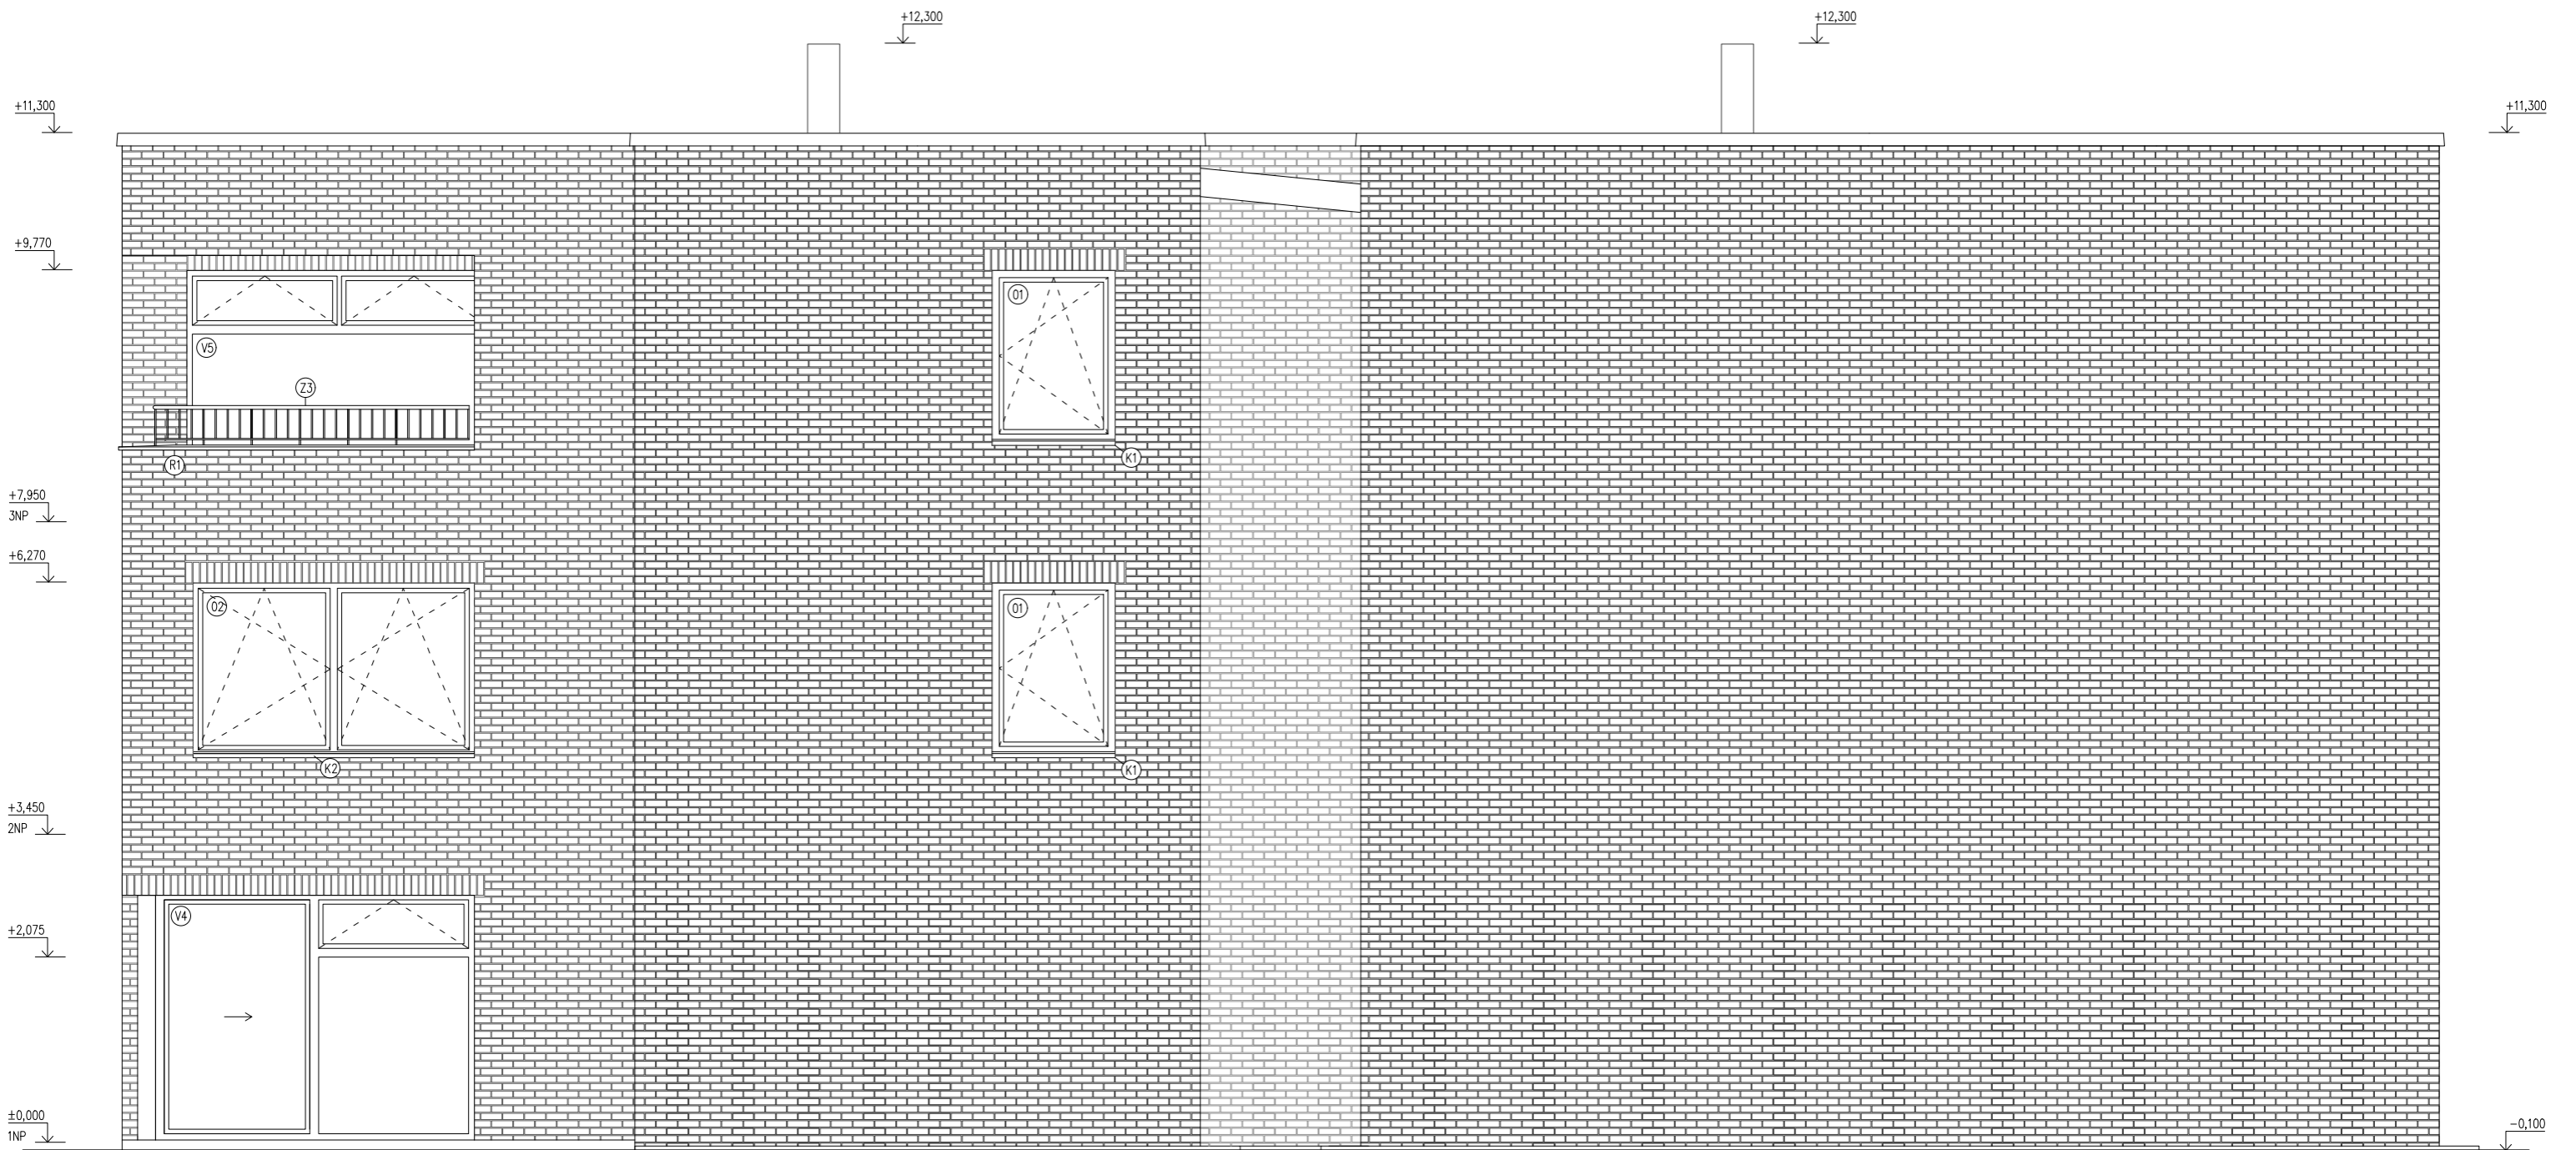 +12,300
+12,300
+11,300
+11,300
+9,770
01
V5
Z3
K1
R1
+7,950
3NP
+6,270
02
01
K2
K1
+3,450
2NP
V4
+2,075
±0,000
1NP
-0,100